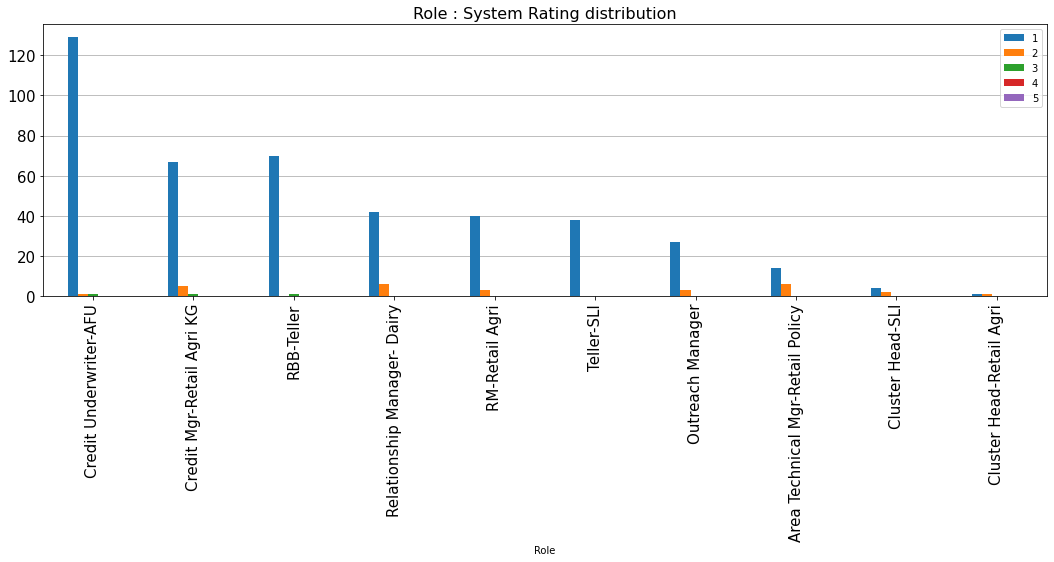 Role : System Rating distribution
1
2
3
4
5
120
100
80
60
40
20
0
Credit Underwriter-AFU
Credit Mgr-Retail Agri KG
RBB-Teller
Relationship Manager- Dairy
RM-Retail Agri
Teller-SLI
Outreach Manager
Area Technical Mgr-Retail Policy
Cluster Head-SLI
Cluster Head-Retail Agri
Role